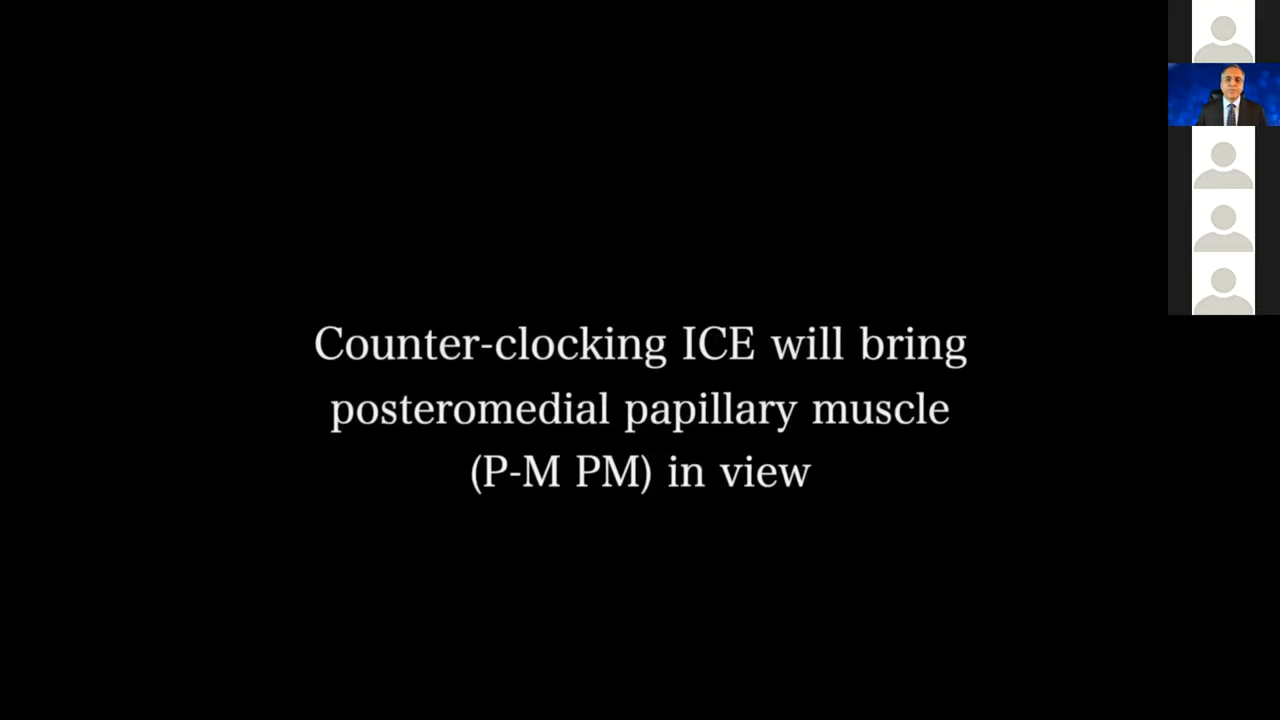 Counter-clocking ICE will bring
posteromedial papillary muscle
(P-M PM) in view